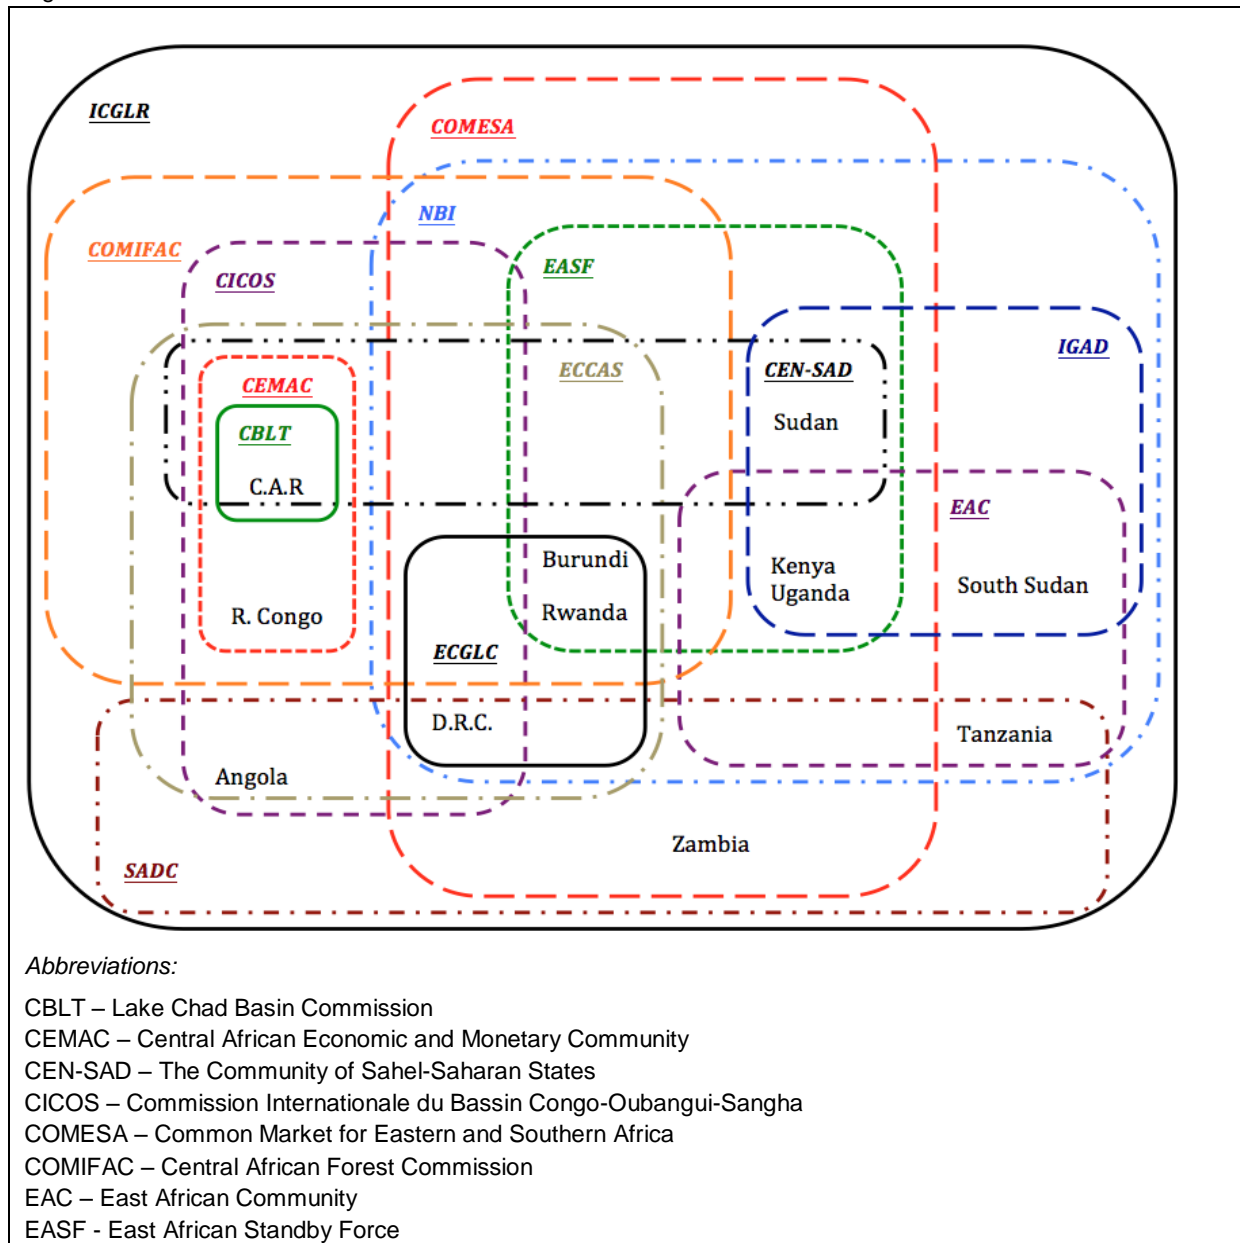 ICGLR
COMESA
NBI
COMIFAC
CICOS
EASF
IGAD
ECCAS
CEN-SAD
CEMAC
Sudan
CBLT
C.A.R
EAC
Burundi
Kenya
Uganda
South Sudan
R. Congo
Rwanda
ECGLC
D.R.C.
Tanzania
Angola
Zambia
SADC
Abbreviations:
CBLT – Lake Chad Basin Commission
CEMAC – Central African Economic and Monetary Community
CEN-SAD – The Community of Sahel-Saharan States
CICOS – Commission Internationale du Bassin Congo-Oubangui-Sangha
COMESA – Common Market for Eastern and Southern Africa
COMIFAC – Central African Forest Commission
EAC – East African Community
EASF - East African Standby Force